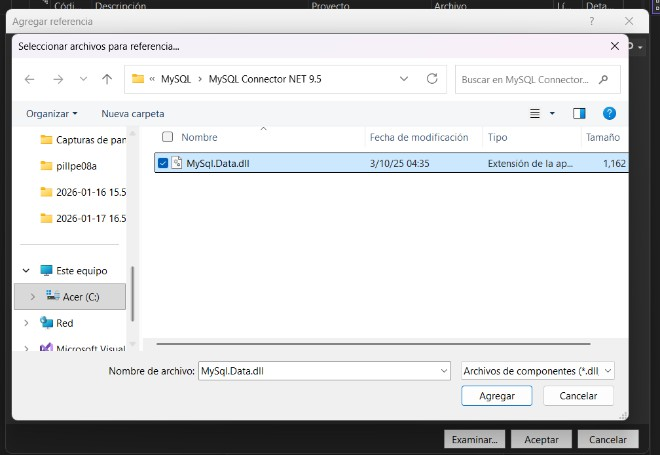 Códi... Descripción Proyecto Archivo Lí... Deta...
Agregar referencia
Seleccionar archivos para referencia...
« MySQL > MySQL Connector NET 9.5
Buscar en MySQL Connector...
Organizar Nueva carpeta
Nombre Fecha de modificación Tipo Tamaño
Capturas de pan
pillpe08a
2026-01-16 15.5
2026-01-17 16.5
MySql.Data.dll 3/10/25 04:35 Extensión de la ap... 1,162
Este equipo
Acer (C:)
Red
Microsoft Visual
Nombre de archivo: MySql.Data.dll Archivos de componentes (*.dll
Agregar Cancelar
Examinar... Aceptar Cancelar